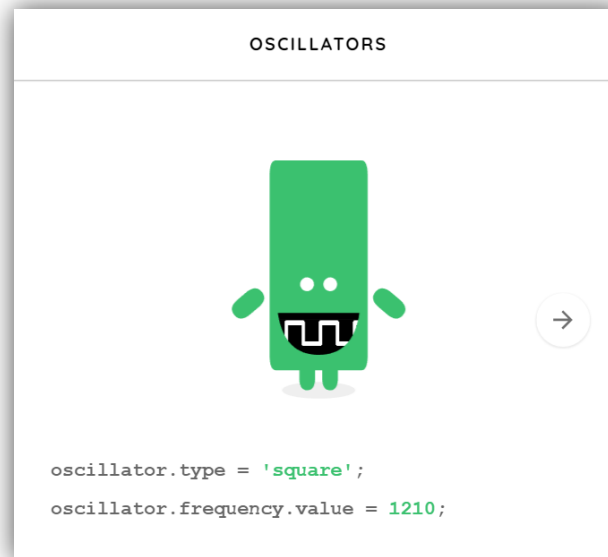 OSCILLATORS
oscillator.type = 'square';
oscillator.frequency.value = 1210;